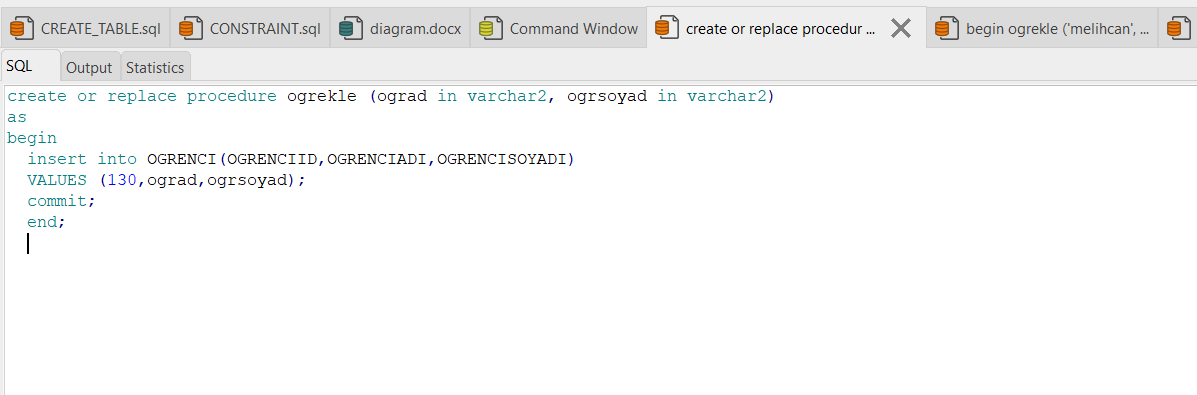 CREATE_TABLE.sql CONSTRAINT.sql diagram.docx Command Window create or replace procedur ... begin ogrekle ('melihcan', ...
SQL Output Statistics
create or replace procedure ogrekle (ograd in varchar2, ogrsoyad in varchar2)
as
begin
insert into OGRENCI(OGRENCIID,OGRENCIADI,OGRENCISOYADI)
VALUES (130,ograd,ogrsoyad);
commit;
end;